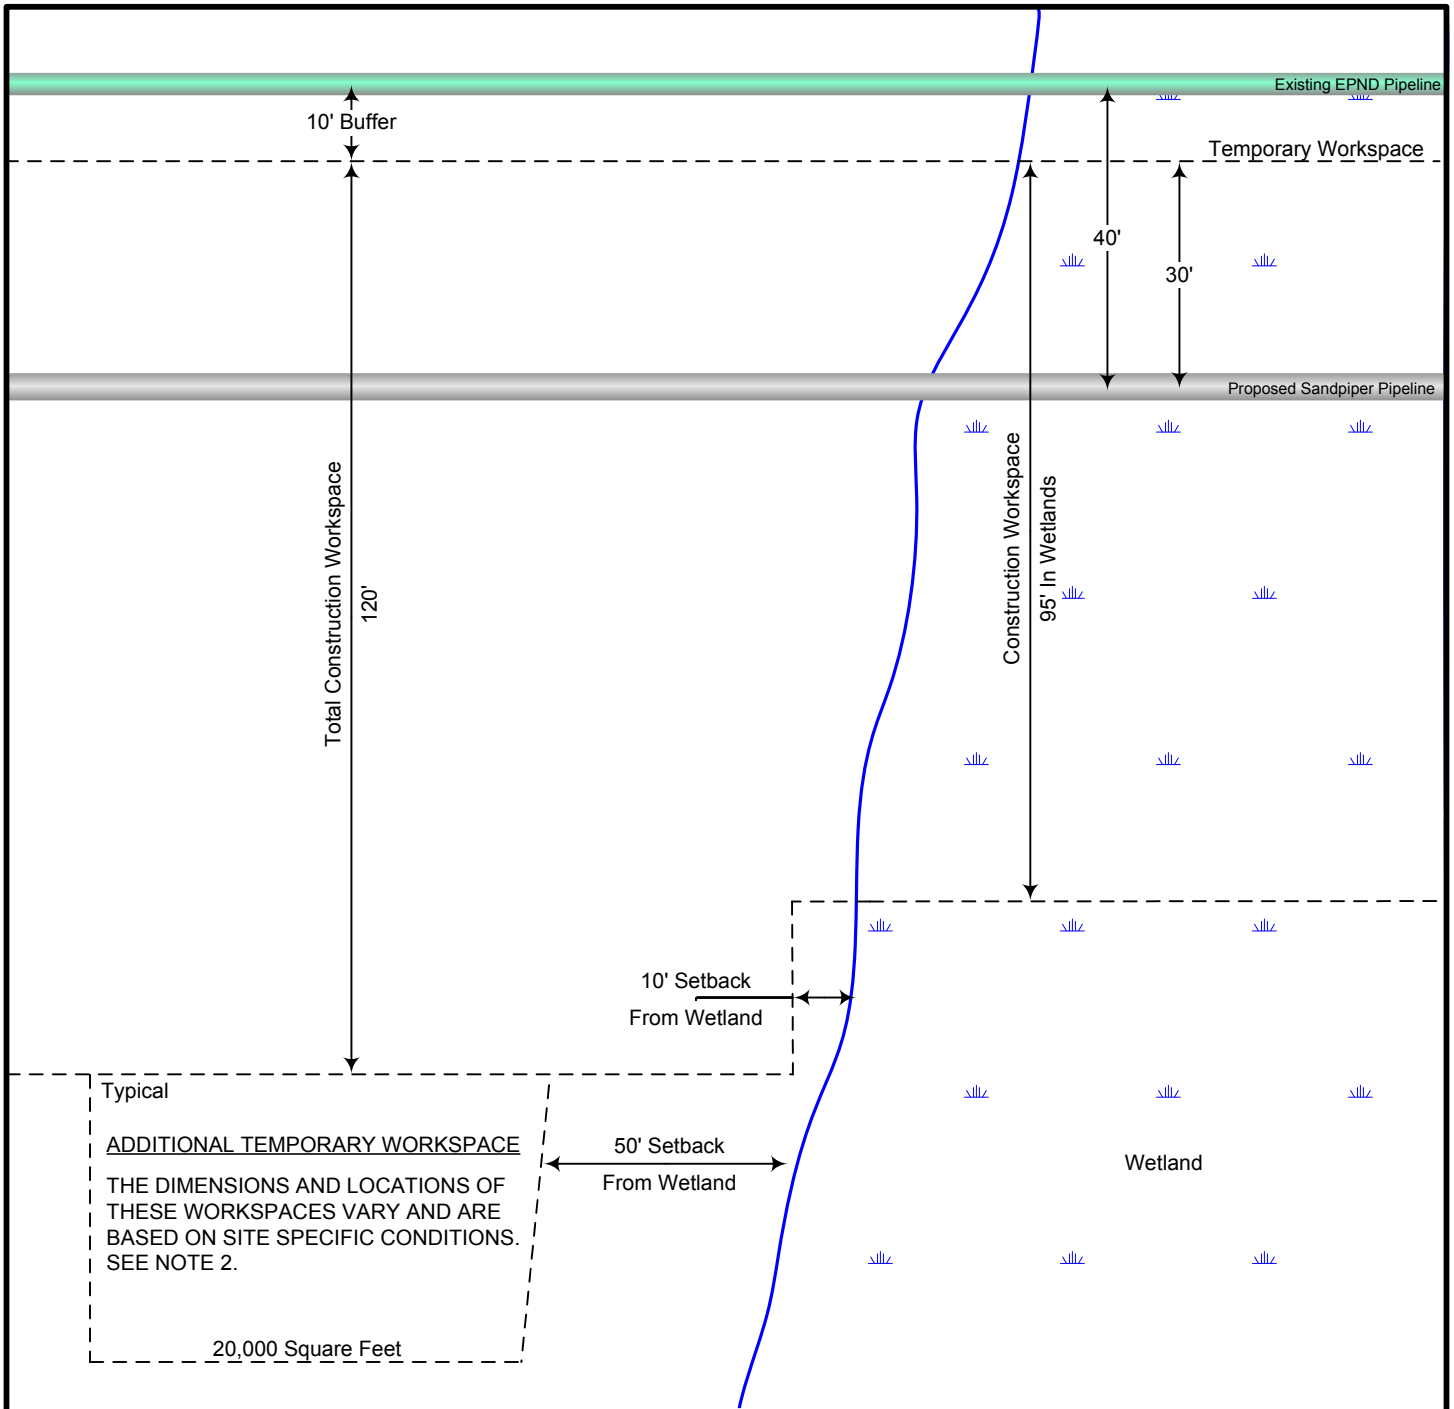 Existing EPND Pipeline
10' Buffer
Temporary Workspace
40'
30'
Proposed Sandpiper Pipeline
Total Construction Workspace
120'
Construction Workspace
95' In Wetlands
10' Setback
From Wetland
Typical
ADDITIONAL TEMPORARY WORKSPACE
THE DIMENSIONS AND LOCATIONS OF
THESE WORKSPACES VARY AND ARE
BASED ON SITE SPECIFIC CONDITIONS.
SEE NOTE 2.
20,000 Square Feet
50' Setback
From Wetland
Wetland